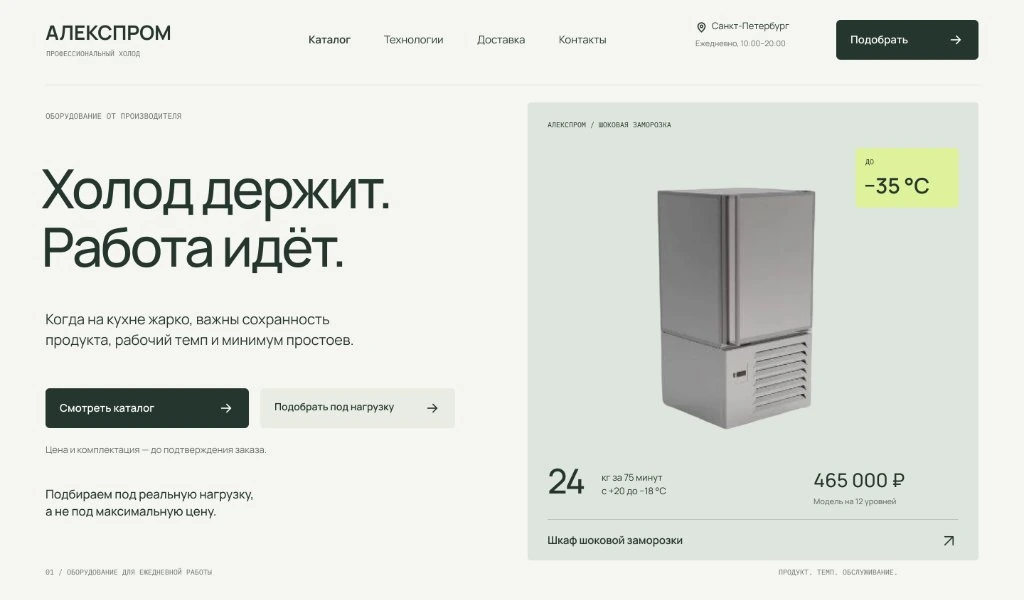 АЛЕКСПРОМ
ПРОФЕССИОНАЛЬНЫЙ ХОЛОД
Каталог
Технологии
Доставка
Контакты
Санкт-Петербург
Ежедневно, 10:00–20:00
Подобрать →
ОБОРУДОВАНИЕ ОТ ПРОИЗВОДИТЕЛЯ
Холод держит.
Работа идёт.
Когда на кухне жарко, важны сохранность
продукта, рабочий темп и минимум простоев.
Смотреть каталог →
Подобрать под нагрузку →
Цена и комплектация — до подтверждения заказа.
Подбираем под реальную нагрузку,
а не под максимальную цену.
01 / ОБОРУДОВАНИЕ ДЛЯ ЕЖЕДНЕВНОЙ РАБОТЫ
АЛЕКСПРОМ / ШОКОВАЯ ЗАМОРОЗКА
ДО
−35 °C
24
кг за 75 минут
с +20 до −18 °C
465 000 ₽
Модель на 12 уровней
Шкаф шоковой заморозки ↗
ПРОДУКТ. ТЕМП. ОБСЛУЖИВАНИЕ.